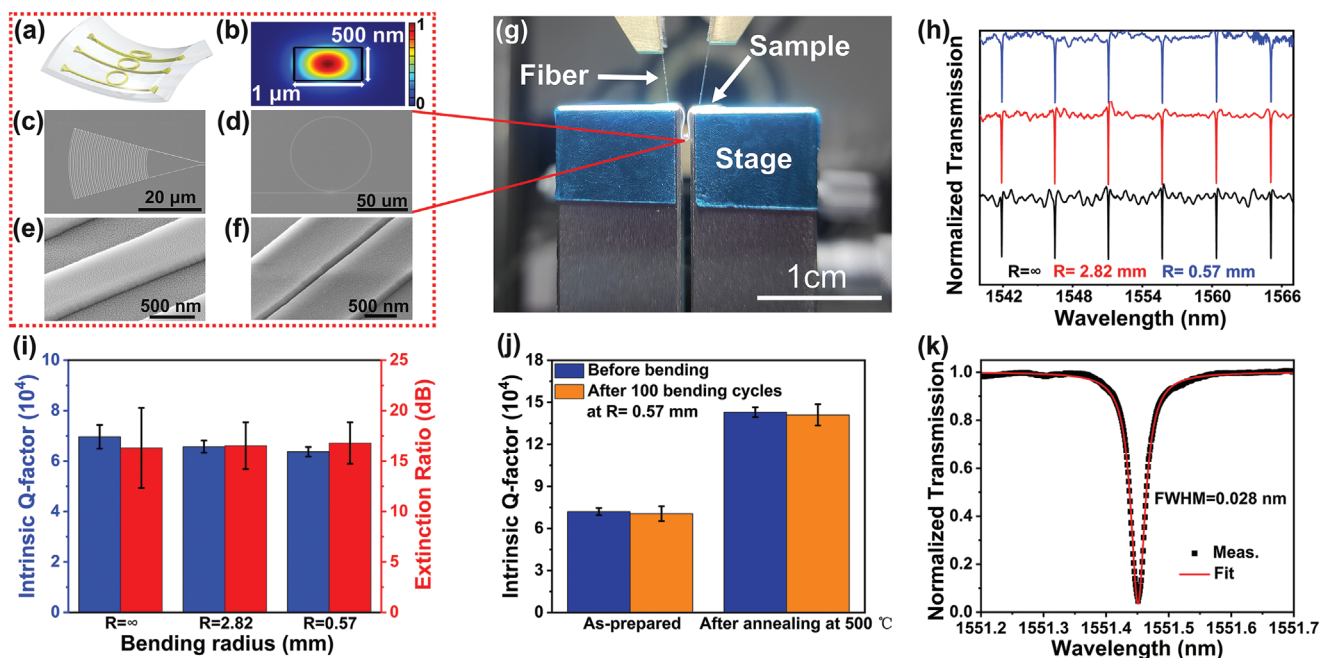 (a)
(b)
500 nm
1 µm
1
0
(c)
20 µm
(d)
50 um
(e)
500 nm
(f)
500 nm
(g)
Fiber
Sample
Stage
1cm
(h)
Normalized Transmission
R=∞ R= 2.82 mm R= 0.57 mm
1542 1548 1554 1560 1566
Wavelength (nm)
(i)
Intrinsic Q-factor (10⁴)
10
8
6
4
2
0
25
20
15
10
5
0
Extinction Ratio (dB)
R=∞ R=2.82 R=0.57
Bending radius (mm)
(j)
Intrinsic Q-factor (10⁴)
18
15
12
9
6
3
0
Before bending
After 100 bending cycles
at R= 0.57 mm
As-prepared After annealing at 500 ℃
(k)
Normalized Transmission
1.0
0.8
0.6
0.4
0.2
0.0
FWHM=0.028 nm
Meas.
Fit
1551.2 1551.3 1551.4 1551.5 1551.6 1551.7
Wavelength (nm)